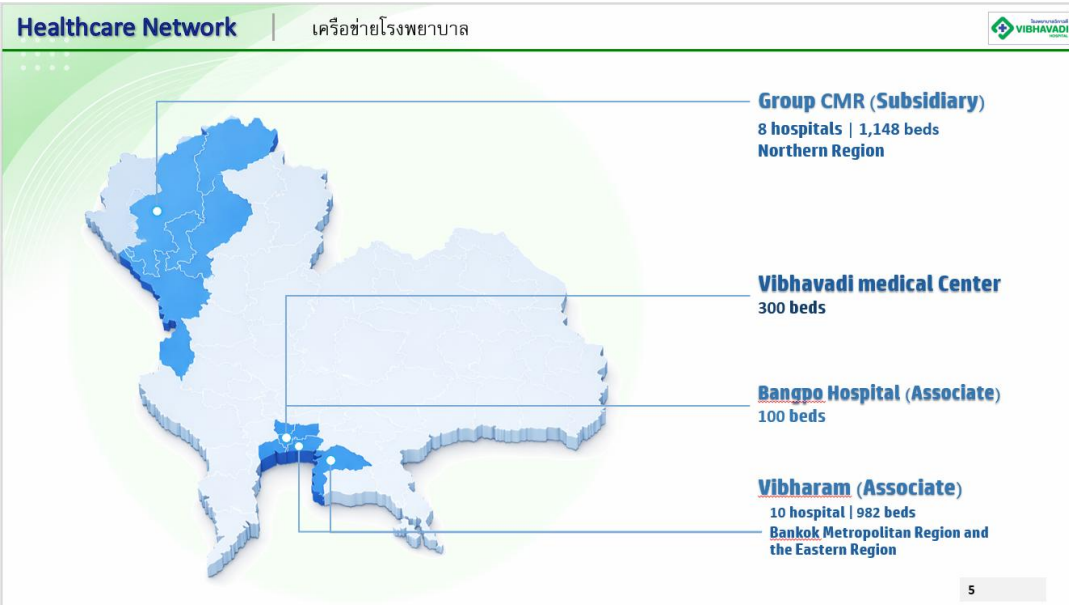 Healthcare Network
เครือข่ายโรงพยาบาล
VIBHAVADI
HOSPITAL
Group CMR (Subsidiary)
8 hospitals | 1,148 beds
Northern Region
Vibhavadi medical Center
300 beds
Bangpo Hospital (Associate)
100 beds
Vibharam (Associate)
10 hospital | 982 beds
Bankok Metropolitan Region and
the Eastern Region
5